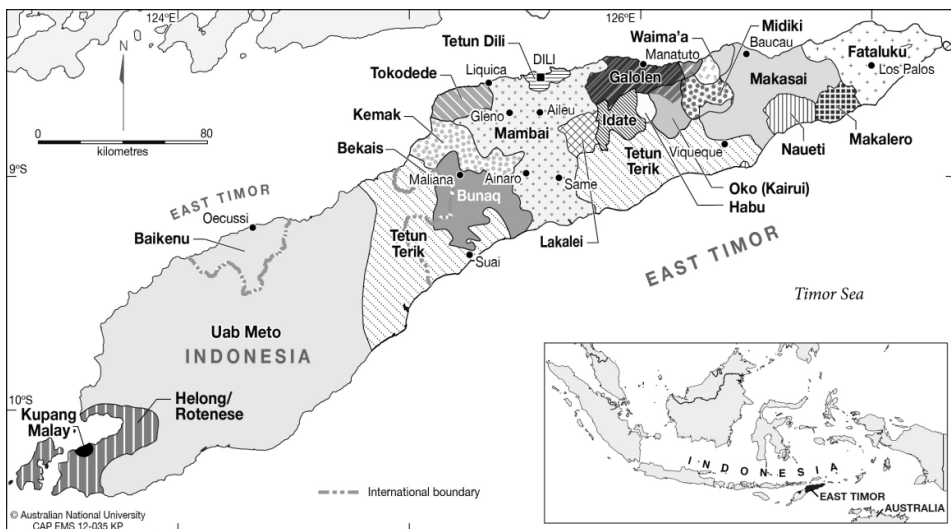 124°E
126°E
N
0
80
kilometres
9°S
10°S
Tetun Dili
DILI
Waima'a
Manatuto
Midiki
Baucau
Fataluku
Los Palos
Tokodede
Liquica
Galolen
Makasai
Kemak
Gleno
Aileu
Mambai
Idate
Bekais
Maliana
Ainaro
Same
Bunaq
Tetun
Terik
Viqueque
Naueti
Makalero
Oko (Kairui)
Habu
Lakalei
EAST TIMOR
Oecussi
Baikenu
Tetun
Terik
Suai
EAST TIMOR
Timor Sea
Uab Meto
INDONESIA
Helong/
Rotenese
Kupang
Malay
International boundary
© Australian National University
CAP EMS 12-035 KP
INDONESIA
EAST TIMOR
AUSTRALIA